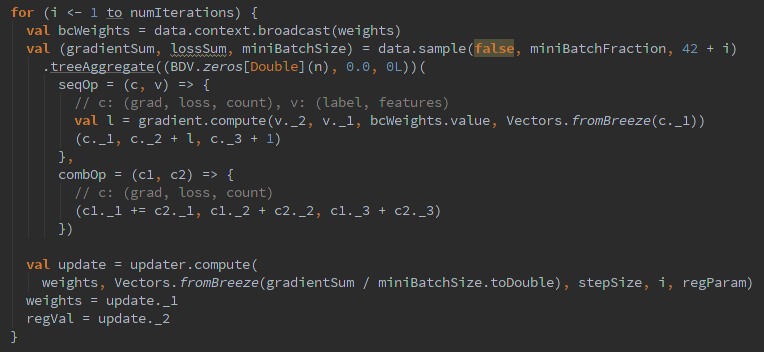 for (i <- 1 to numIterations) {
  val bcWeights = data.context.broadcast(weights)
  val (gradientSum, lossSum, miniBatchSize) = data.sample(false, miniBatchFraction, 42 + i)
    .treeAggregate((BDV.zeros[Double](n), 0.0, 0L))(
      seqOp = (c, v) => {
        // c: (grad, loss, count), v: (label, features)
        val l = gradient.compute(v._2, v._1, bcWeights.value, Vectors.fromBreeze(c._1))
        (c._1, c._2 + l, c._3 + 1)
      },
      combOp = (c1, c2) => {
        // c: (grad, loss, count)
        (c1._1 += c2._1, c1._2 + c2._2, c1._3 + c2._3)
      })
  val update = updater.compute(
    weights, Vectors.fromBreeze(gradientSum / miniBatchSize.toDouble), stepSize, i, regParam)
  weights = update._1
  regVal = update._2
}